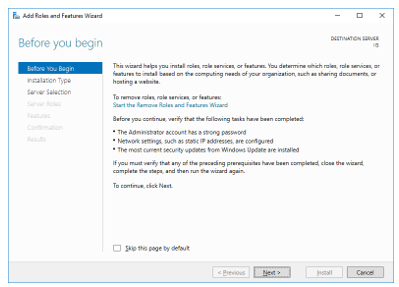 Add Roles and Features Wizard
Before you begin
DESTINATION SERVER
Before You Begin
Installation Type
Server Selection
Server Roles
Features
Confirmation
Results
This wizard helps you install roles, role services, or features. You determine which roles, role services, or
features to install based on the computing needs of your organization, such as sharing documents, or
hosting a website.
To remove roles, role services, or features:
Start the Remove Roles and Features Wizard
Before you continue, verify that the following tasks have been completed:
• The Administrator account has a strong password
• Network settings, such as static IP addresses, are configured
• The most current security updates from Windows Update are installed
If you must verify that any of the preceding prerequisites have been completed, close the wizard,
complete the steps, and then run the wizard again.
To continue, click Next.
Skip this page by default
< Previous
Next >
Install
Cancel